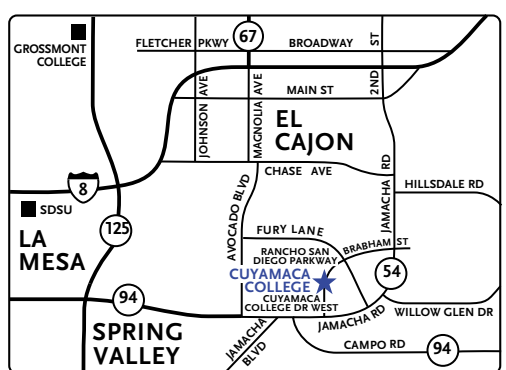 GROSSMONT
COLLEGE
FLETCHER PKWY
67
BROADWAY
2ND ST
JOHNSON AVE
MAGNOLIA AVE
MAIN ST
EL
CAJON
CHASE AVE
8
SDSU
LA
MESA
125
AVOCADO BLVD
JAMACHA RD
HILLSDALE RD
FURY LANE
BRABHAM ST
RANCHO SAN
DIEGO PARKWAY
CUYAMACA
COLLEGE
CUYAMACA
COLLEGE DR WEST
54
94
SPRING
VALLEY
JAMACHA
BLVD
JAMACHA RD
WILLOW GLEN DR
CAMPO RD
94